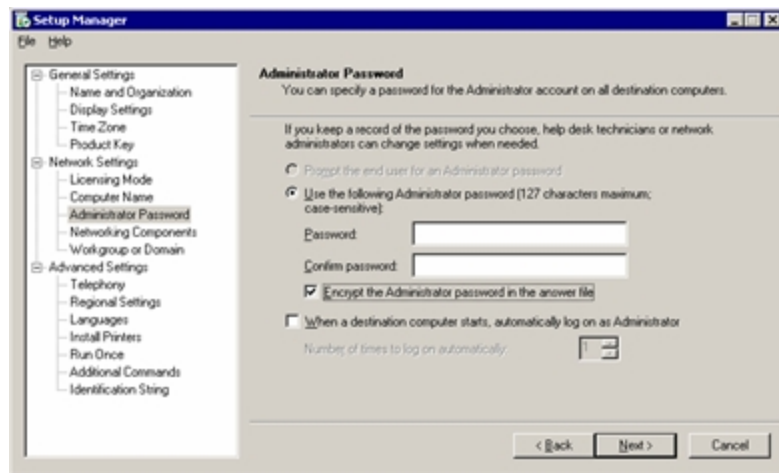 Setup Manager
File Help
General Settings
Name and Organization
Display Settings
Time Zone
Product Key
Network Settings
Licensing Mode
Computer Name
Administrator Password
Networking Components
Workgroup or Domain
Advanced Settings
Telephony
Regional Settings
Languages
Install Printers
Run Once
Additional Commands
Identification String
Administrator Password
You can specify a password for the Administrator account on all destination computers.
If you keep a record of the password you choose, help desk technicians or network
administrators can change settings when needed.
Prompt the end user for an Administrator password
Use the following Administrator password (127 characters maximum;
case-sensitive):
Password:
Confirm password:
Encrypt the Administrator password in the answer file
When a destination computer starts, automatically log on as Administrator
Number of times to log on automatically:
1
< Back
Next >
Cancel